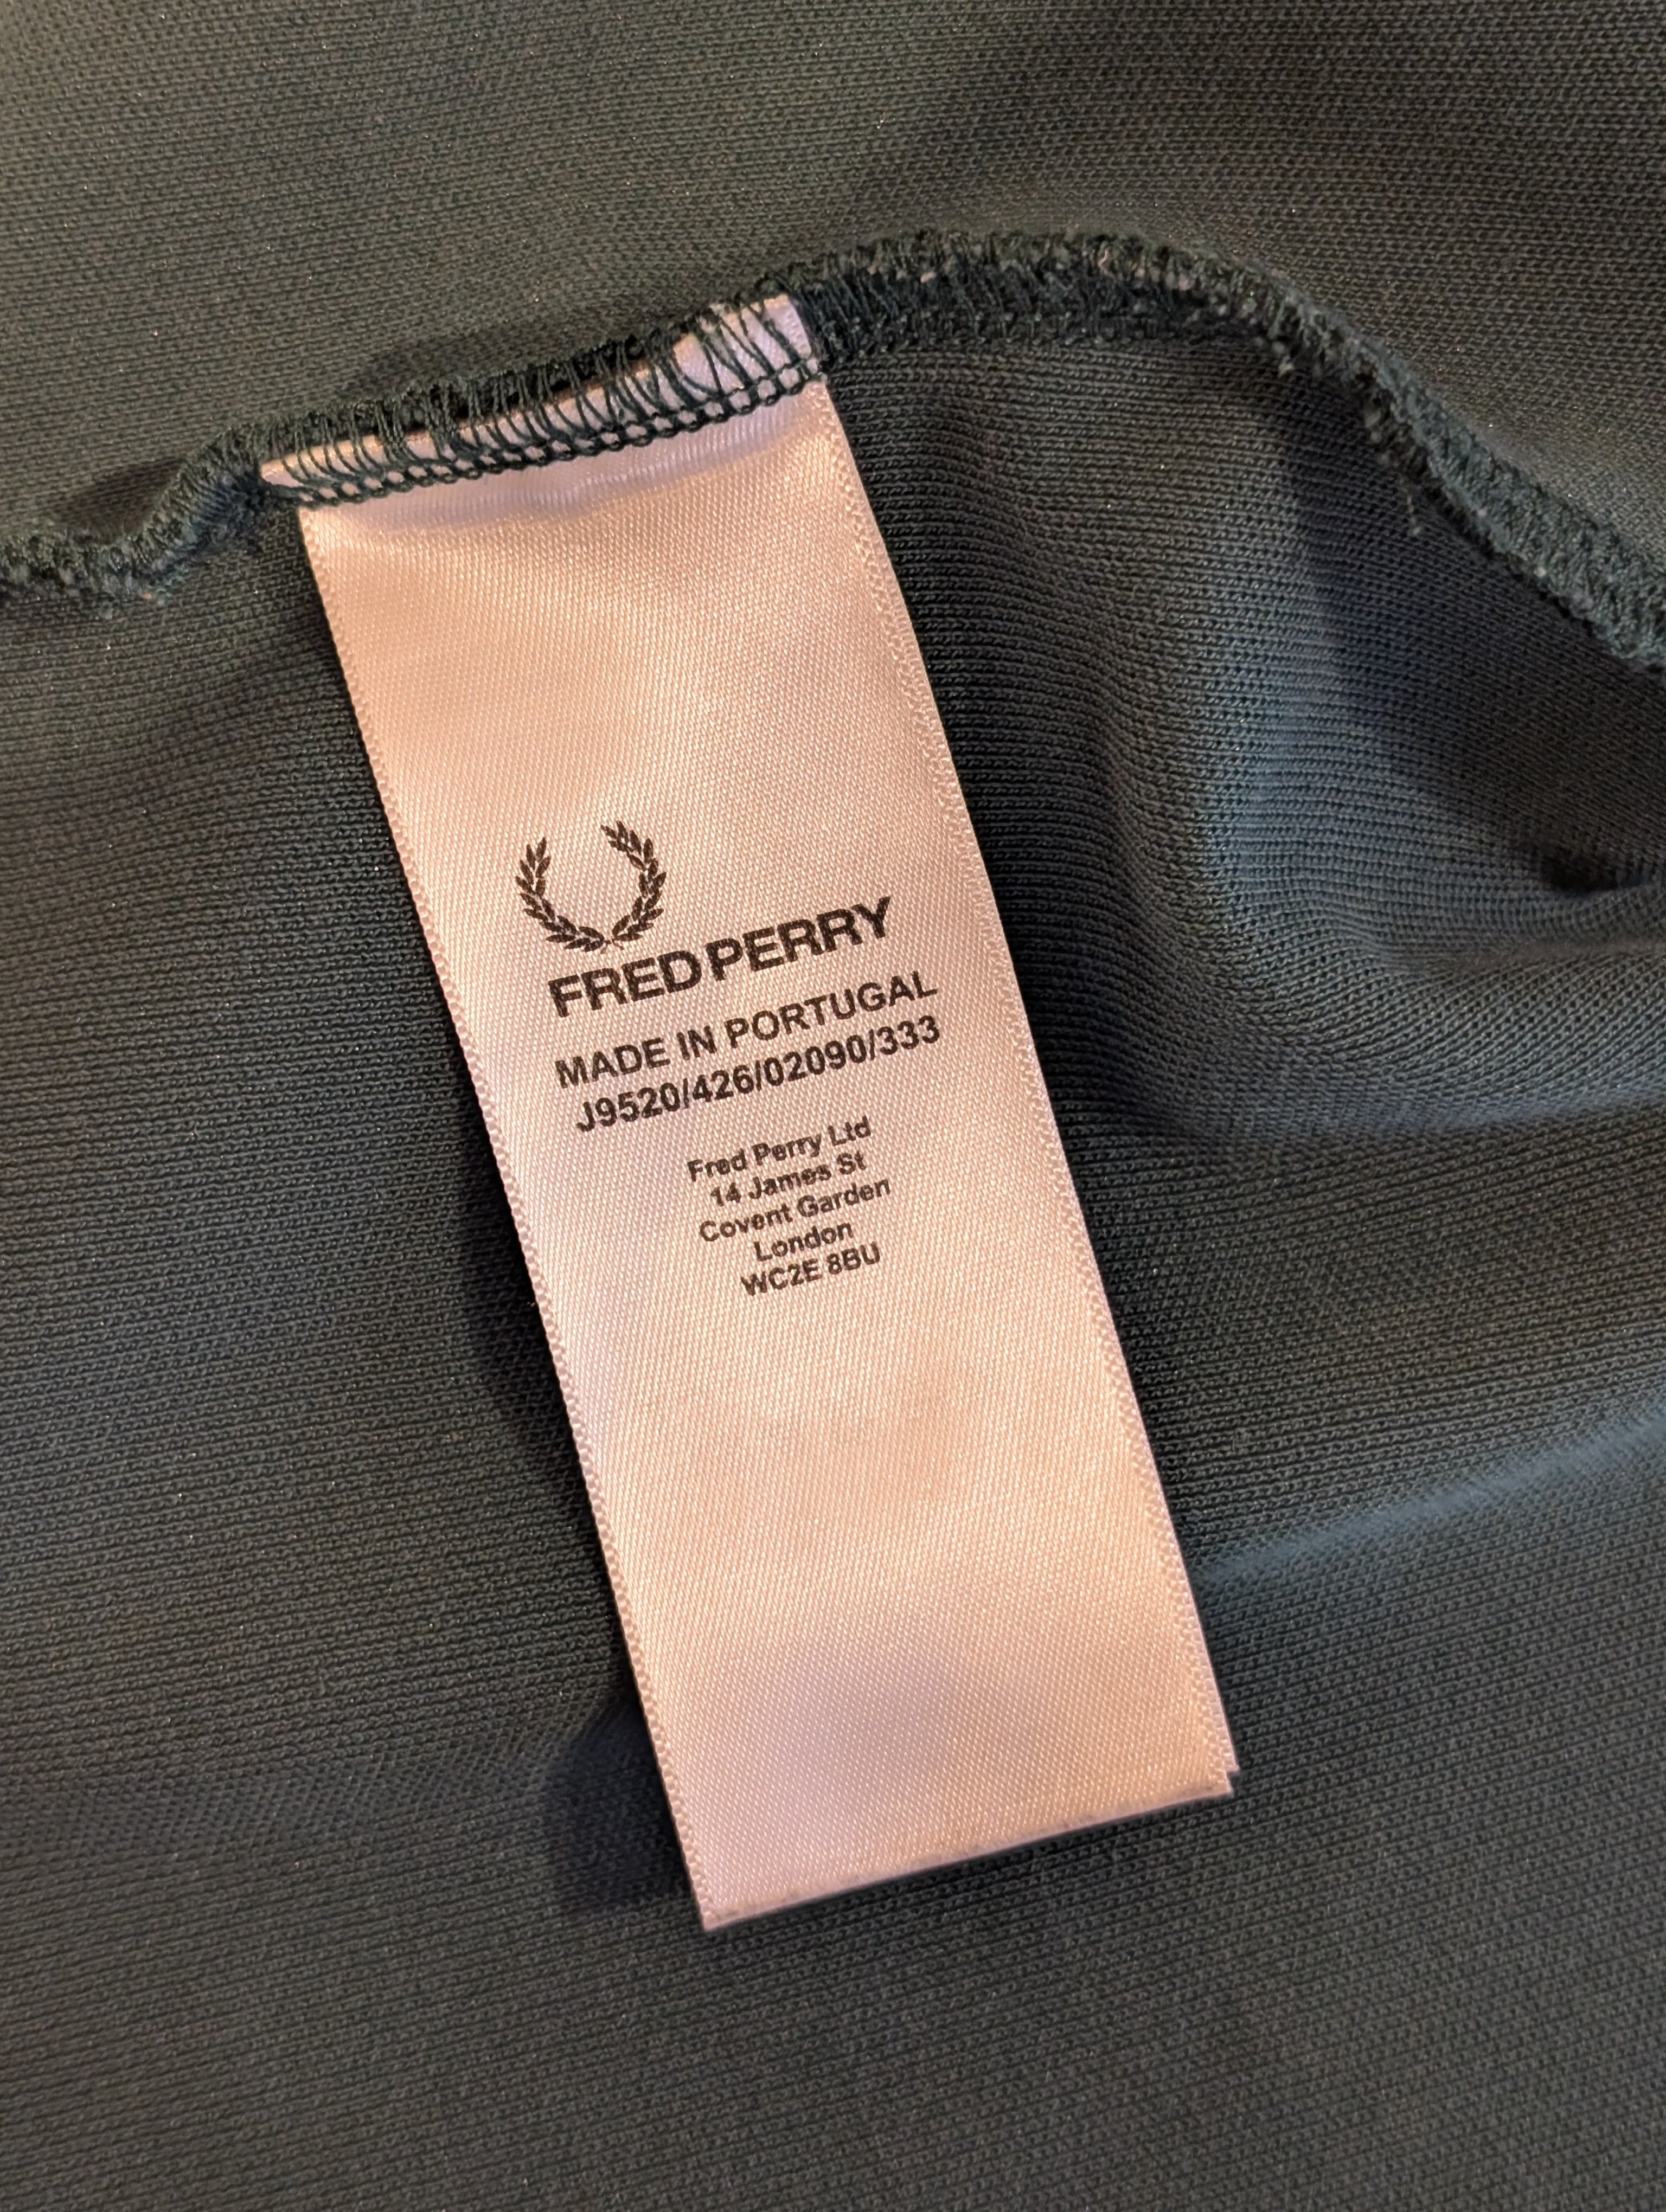 FRED PERRY
MADE IN PORTUGAL
J9520/426/02090/333
Fred Perry Ltd
14 James St
Covent Garden
London
WC2E 8BU